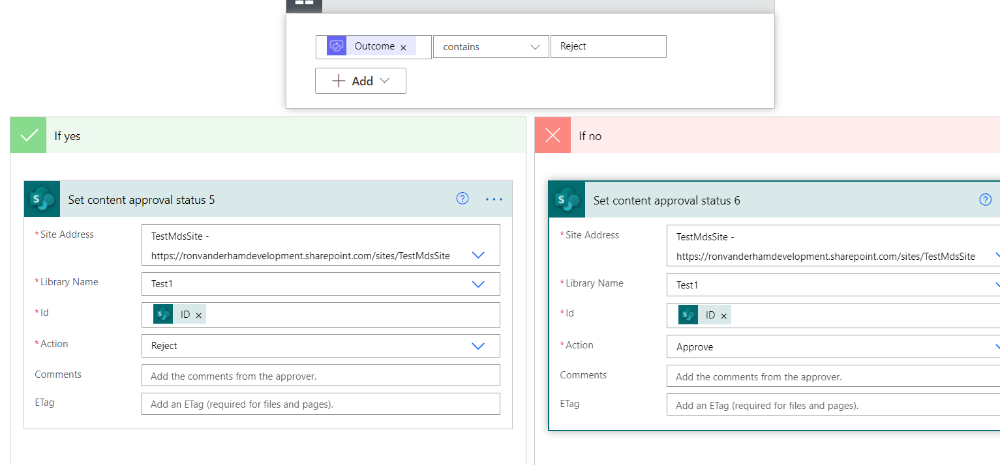 Outcome ×
contains
Reject
Add
If yes
Set content approval status 5
* Site Address
TestMdsSite -
https://ronvanderhamdevelopment.sharepoint.com/sites/TestMdsSite
* Library Name
Test1
* Id
S
ID ×
* Action
Reject
Comments
Add the comments from the approver.
ETag
Add an ETag (required for files and pages).
If no
Set content approval status 6
* Site Address
TestMdsSite -
https://ronvanderhamdevelopment.sharepoint.com/sites/TestMdsSite
* Library Name
Test1
* Id
S
ID ×
* Action
Approve
Comments
Add the comments from the approver.
ETag
Add an ETag (required for files and pages).